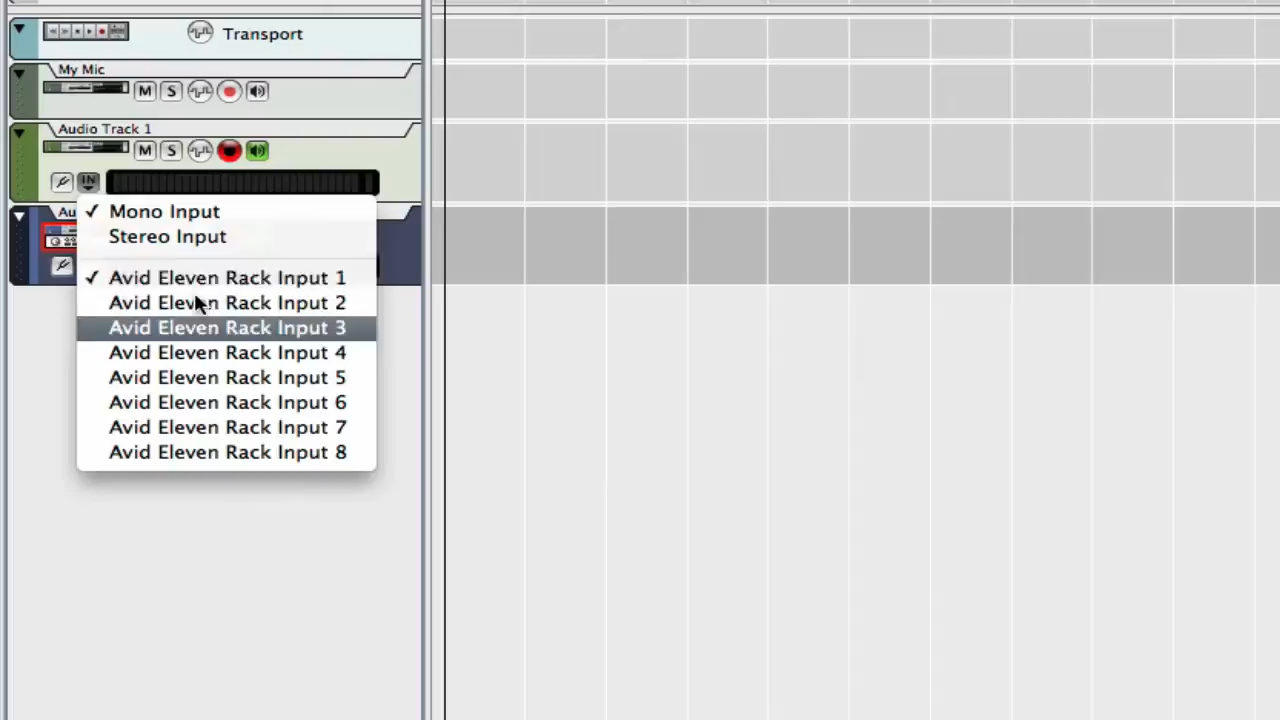 Transport
My Mic
M S
Audio Track 1
M S
IN
Au
✓ Mono Input
Stereo Input
✓ Avid Eleven Rack Input 1
Avid Eleven Rack Input 2
Avid Eleven Rack Input 3
Avid Eleven Rack Input 4
Avid Eleven Rack Input 5
Avid Eleven Rack Input 6
Avid Eleven Rack Input 7
Avid Eleven Rack Input 8